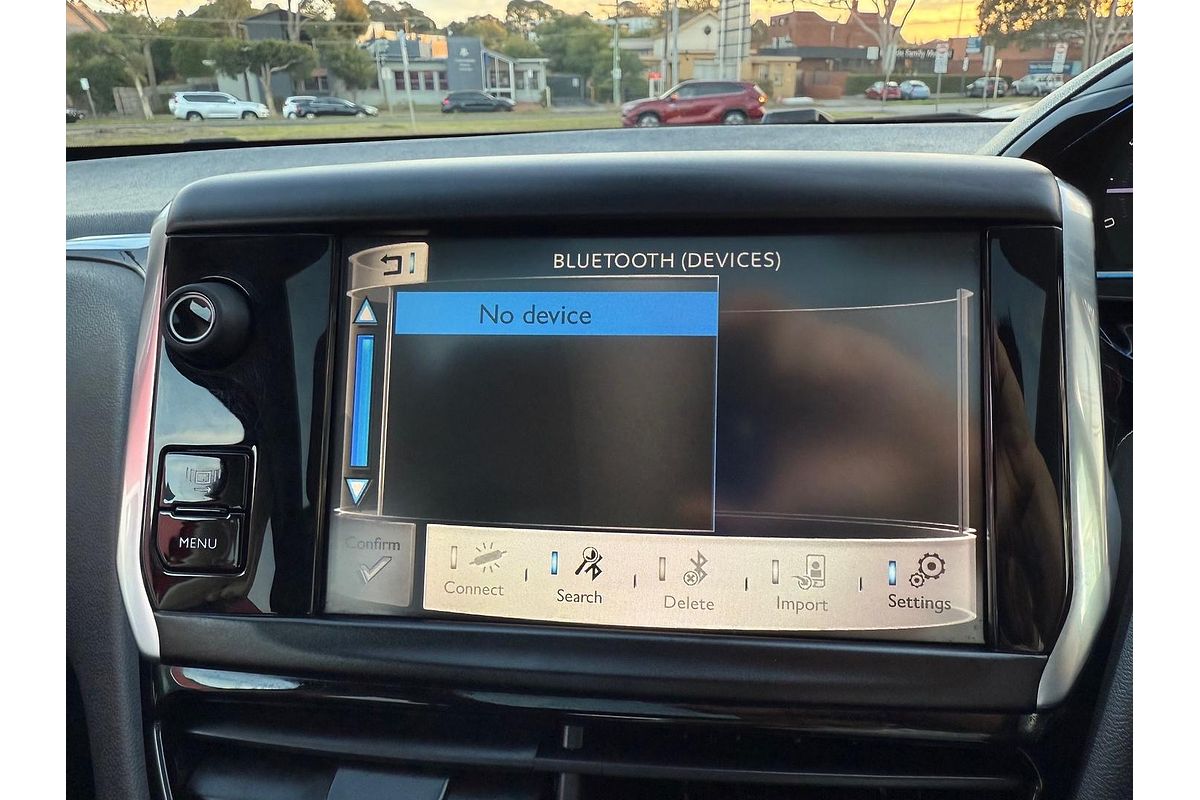 BLUETOOTH (DEVICES)
No device
MENU
Confirm
Connect
Search
Delete
Import
Settings